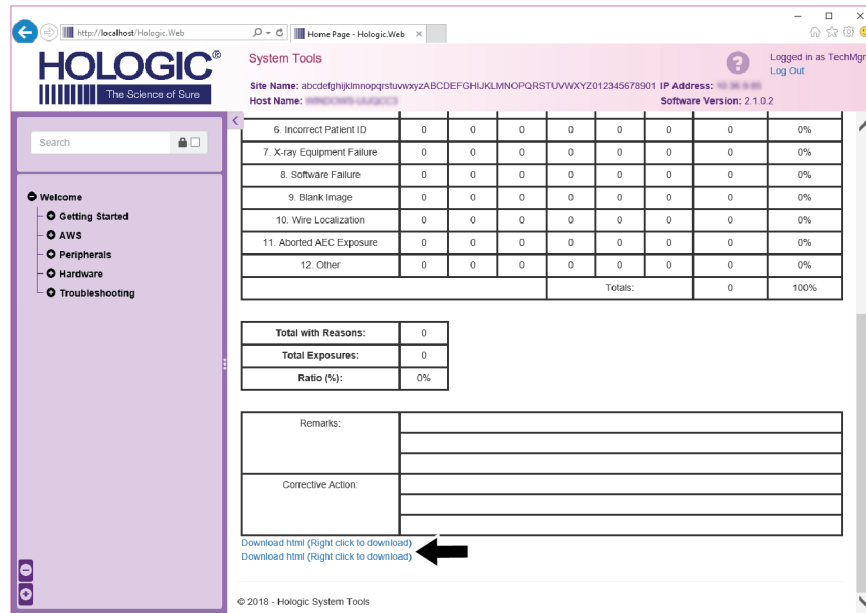 http://localhost/Hologic.Web
Home Page - Hologic.Web
HOLOGIC®
The Science of Sure
System Tools
Logged in as TechMgr
Log Out
Site Name: abcdefghijklmnopqrstuvwxyzABCDEFGHIJKLMNOPQRSTUVWXYZ012345678901 IP Address:
Host Name:
Software Version: 2.1.0.2
Search
Welcome
Getting Started
AWS
Peripherals
Hardware
Troubleshooting
6. Incorrect Patient ID 0 0 0 0 0 0 0 0%
7. X-ray Equipment Failure 0 0 0 0 0 0 0 0%
8. Software Failure 0 0 0 0 0 0 0 0%
9. Blank Image 0 0 0 0 0 0 0 0%
10. Wire Localization 0 0 0 0 0 0 0 0%
11. Aborted AEC Exposure 0 0 0 0 0 0 0 0%
12. Other 0 0 0 0 0 0 0 0%
Totals: 0 100%
Total with Reasons: 0
Total Exposures: 0
Ratio (%): 0%
Remarks:
Corrective Action:
Download html (Right click to download)
Download html (Right click to download)
© 2018 - Hologic System Tools